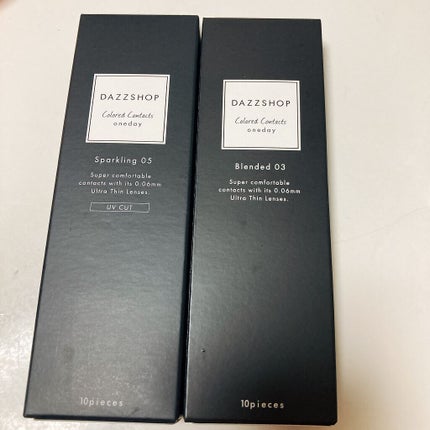 DAZZSHOP
Colored Contacts
oneday
Sparkling 05
Super comfortable
contacts with its 0.06mm
Ultra Thin Lenses.
UV CUT
10pieces
DAZZSHOP
Colored Contacts
oneday
Blended 03
Super comfortable
contacts with its 0.06mm
Ultra Thin Lenses.
10pieces